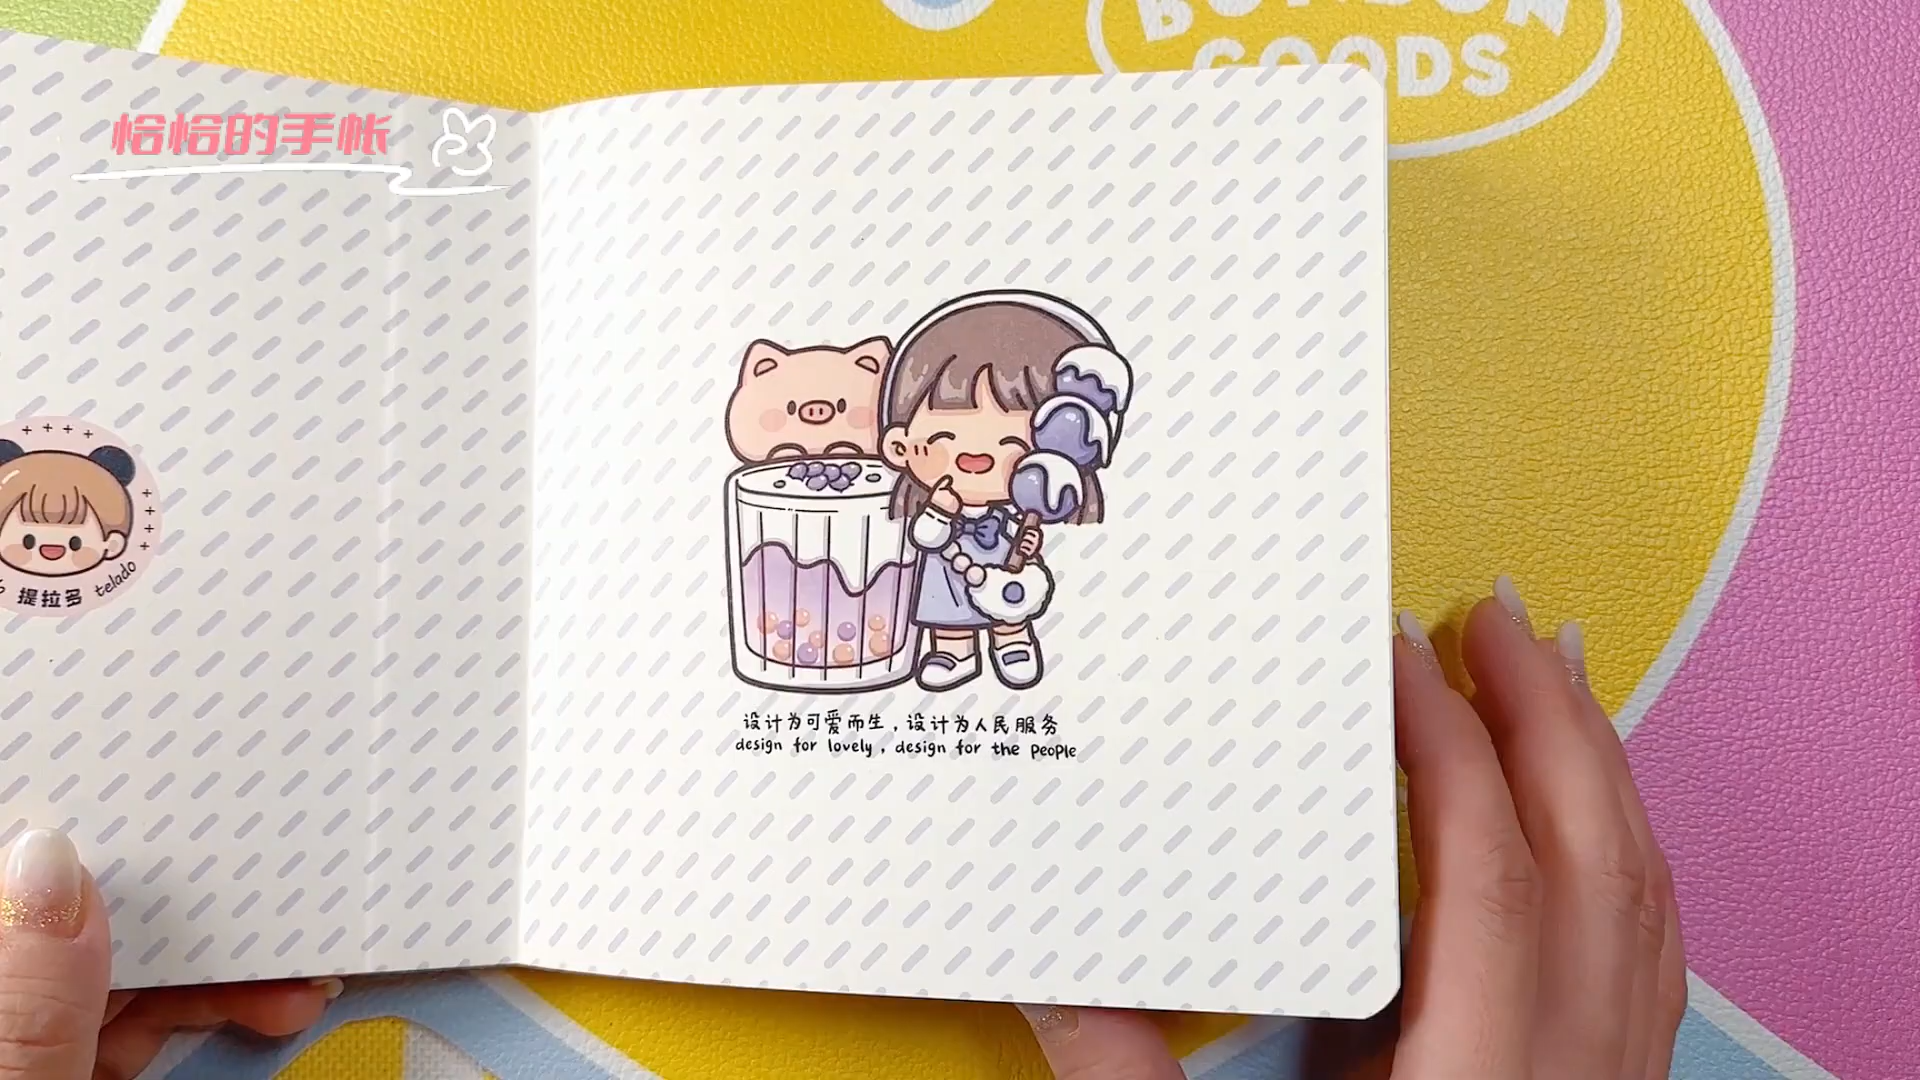 GOODS
恰恰的手帐
提拉多 telado
设计为可爱而生，设计为人民服务
design for lovely, design for the people